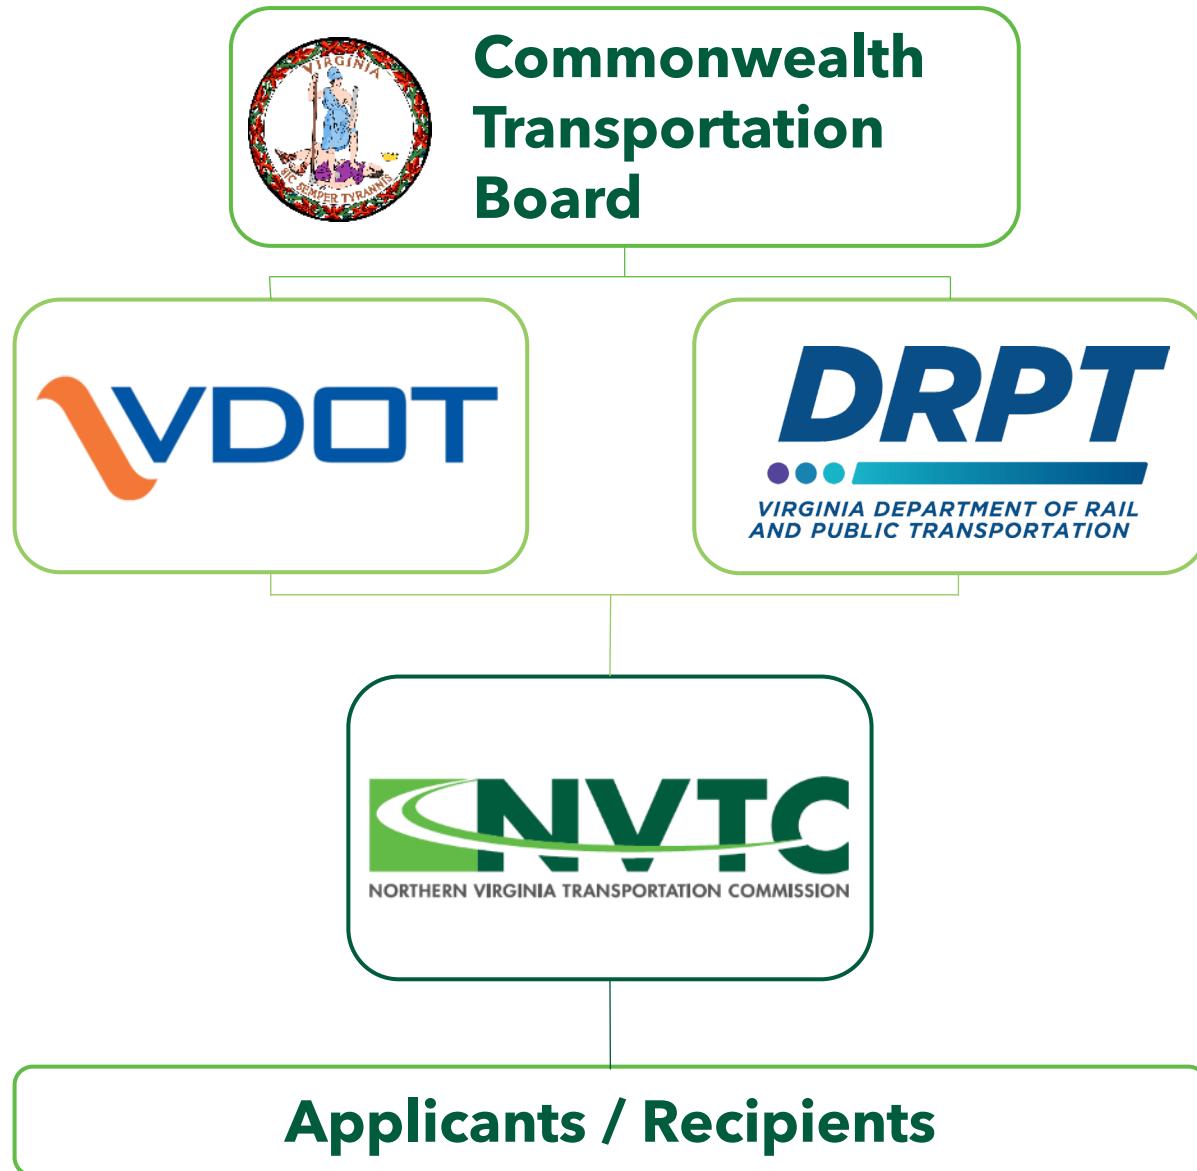 VIRGINIA
SIC SEMPER TYRANNIS
Commonwealth
Transportation
Board
VDOT
DRPT
VIRGINIA DEPARTMENT OF RAIL
AND PUBLIC TRANSPORTATION
NVTC
NORTHERN VIRGINIA TRANSPORTATION COMMISSION
Applicants / Recipients